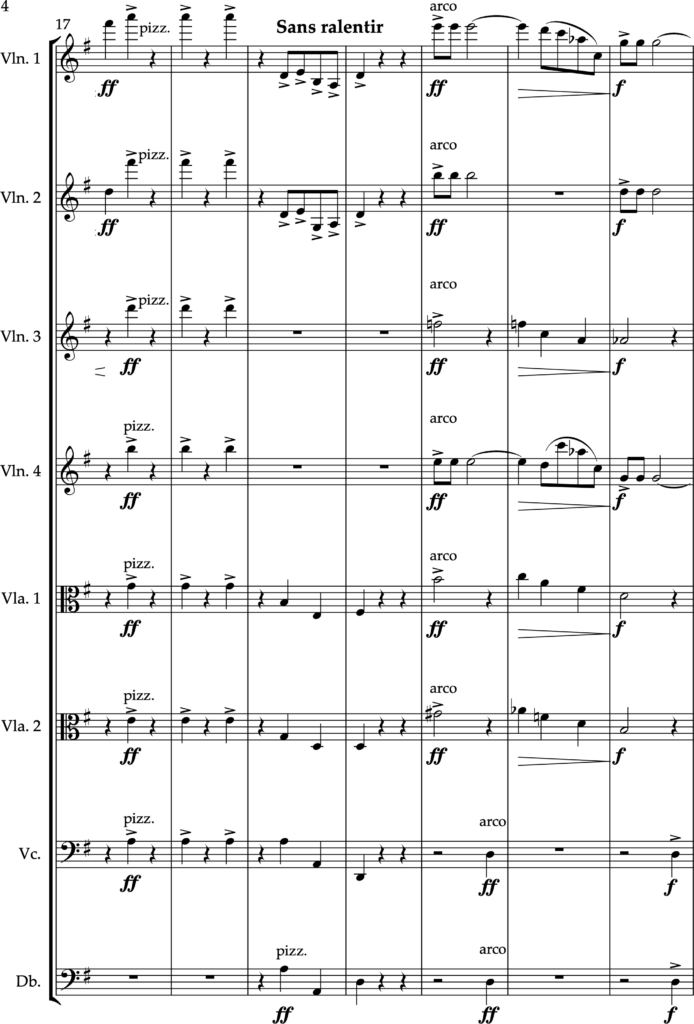 4
17
arco
pizz.
Sans ralentir
Vln. 1
ff
ff
f
pizz.
arco
Vln. 2
ff
ff
f
pizz.
arco
Vln. 3
ff
ff
f
pizz.
arco
Vln. 4
ff
ff
f
pizz.
arco
Vla. 1
ff
ff
f
pizz.
arco
Vla. 2
ff
ff
f
pizz.
arco
Vc.
ff
ff
f
pizz.
arco
Db.
ff
ff
f